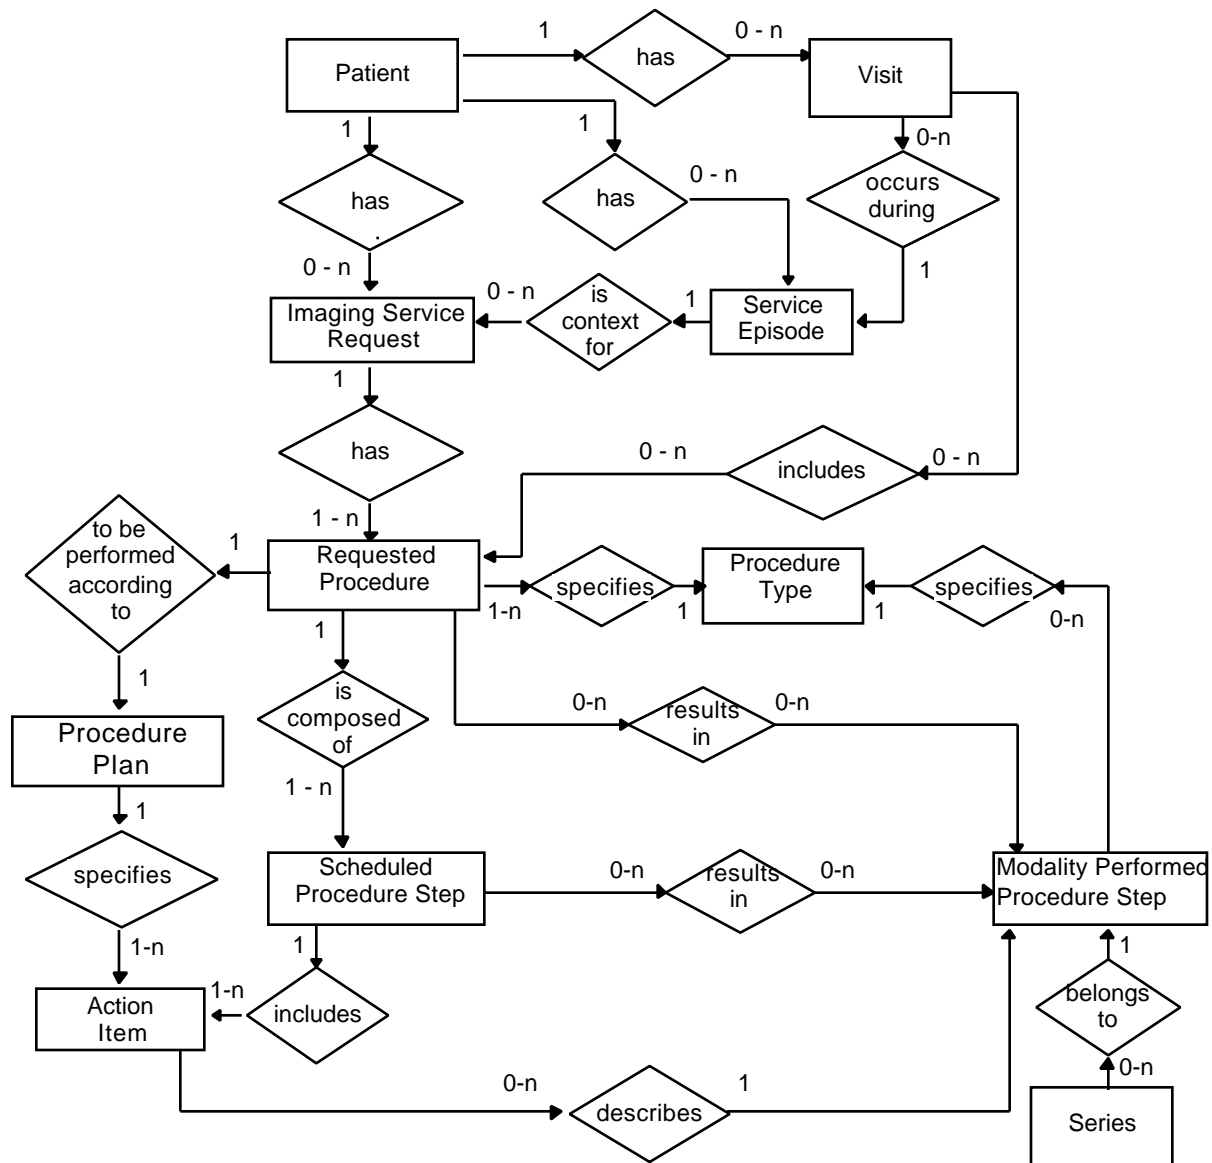 1
0 - n
Patient
has
Visit
1
1
0-n
has
has
0 - n
occurs
during
0 - n
1
0 - n
is
context
for
1
Service
Episode
Imaging Service
Request
1
has
0 - n
includes
0 - n
1 - n
to be
performed
according
to
1
Requested
Procedure
1-n
specifies
1
Procedure
Type
1
specifies
0-n
1
1
is
composed
of
0-n
results
in
0-n
Procedure
Plan
1
1 - n
specifies
Scheduled
Procedure Step
0-n
results
in
0-n
Modality Performed
Procedure Step
1-n
1
1
Action
Item
1-n
includes
belongs
to
0-n
describes
1
0-n
Series